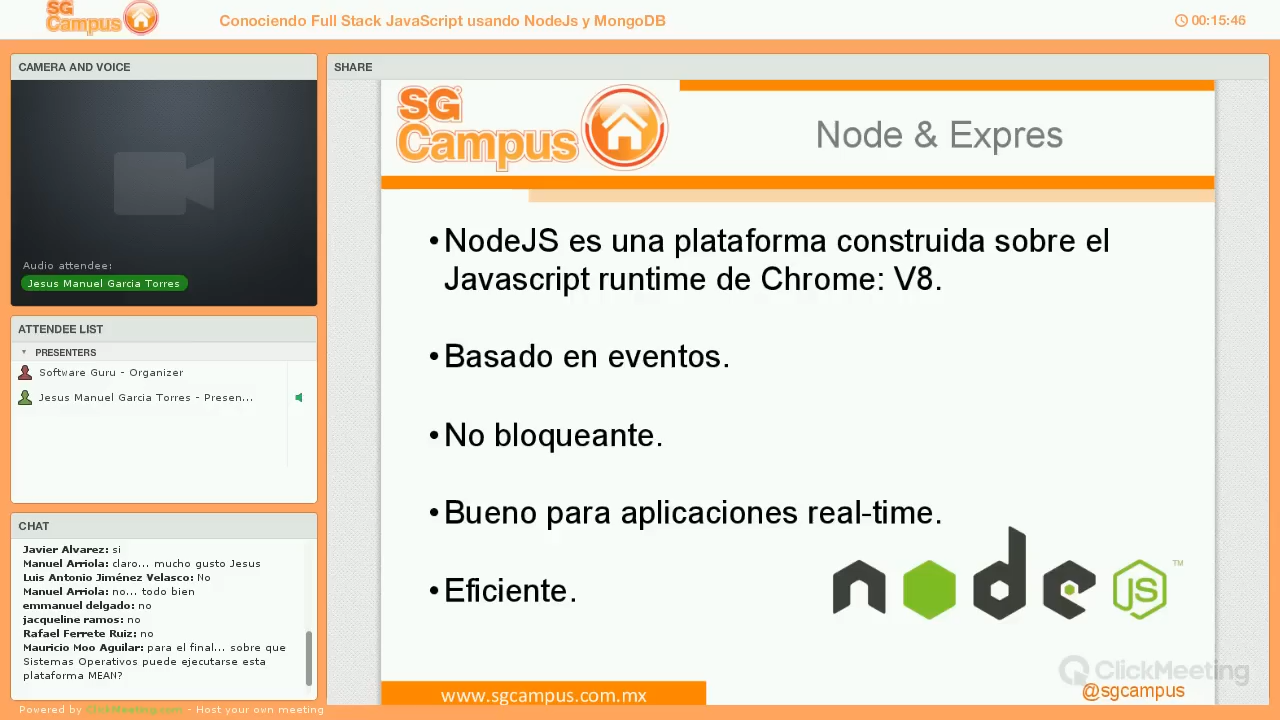 SG
Campus
Conociendo Full Stack JavaScript usando NodeJs y MongoDB
00:15:46
CAMERA AND VOICE
Audio attendee:
Jesus Manuel Garcia Torres
ATTENDEE LIST
PRESENTERS
Software Guru - Organizer
Jesus Manuel Garcia Torres - Presen...
CHAT
Javier Alvarez: si
Manuel Arriola: claro... mucho gusto Jesus
Luis Antonio Jiménez Velasco: No
Manuel Arriola: no... todo bien
emmanuel delgado: no
jacqueline ramos: no
Rafael Ferrete Ruiz: no
Mauricio Moo Aguilar: para el final... sobre que
Sistemas Operativos puede ejecutarse esta
plataforma MEAN?
Powered by ClickMeeting.com - Host your own meeting
SHARE
SG
Campus
Node & Expres
•NodeJS es una plataforma construida sobre el
Javascript runtime de Chrome: V8.
•Basado en eventos.
•No bloqueante.
•Bueno para aplicaciones real-time.
•Eficiente.
node JS™
ClickMeeting
www.sgcampus.com.mx
@sgcampus